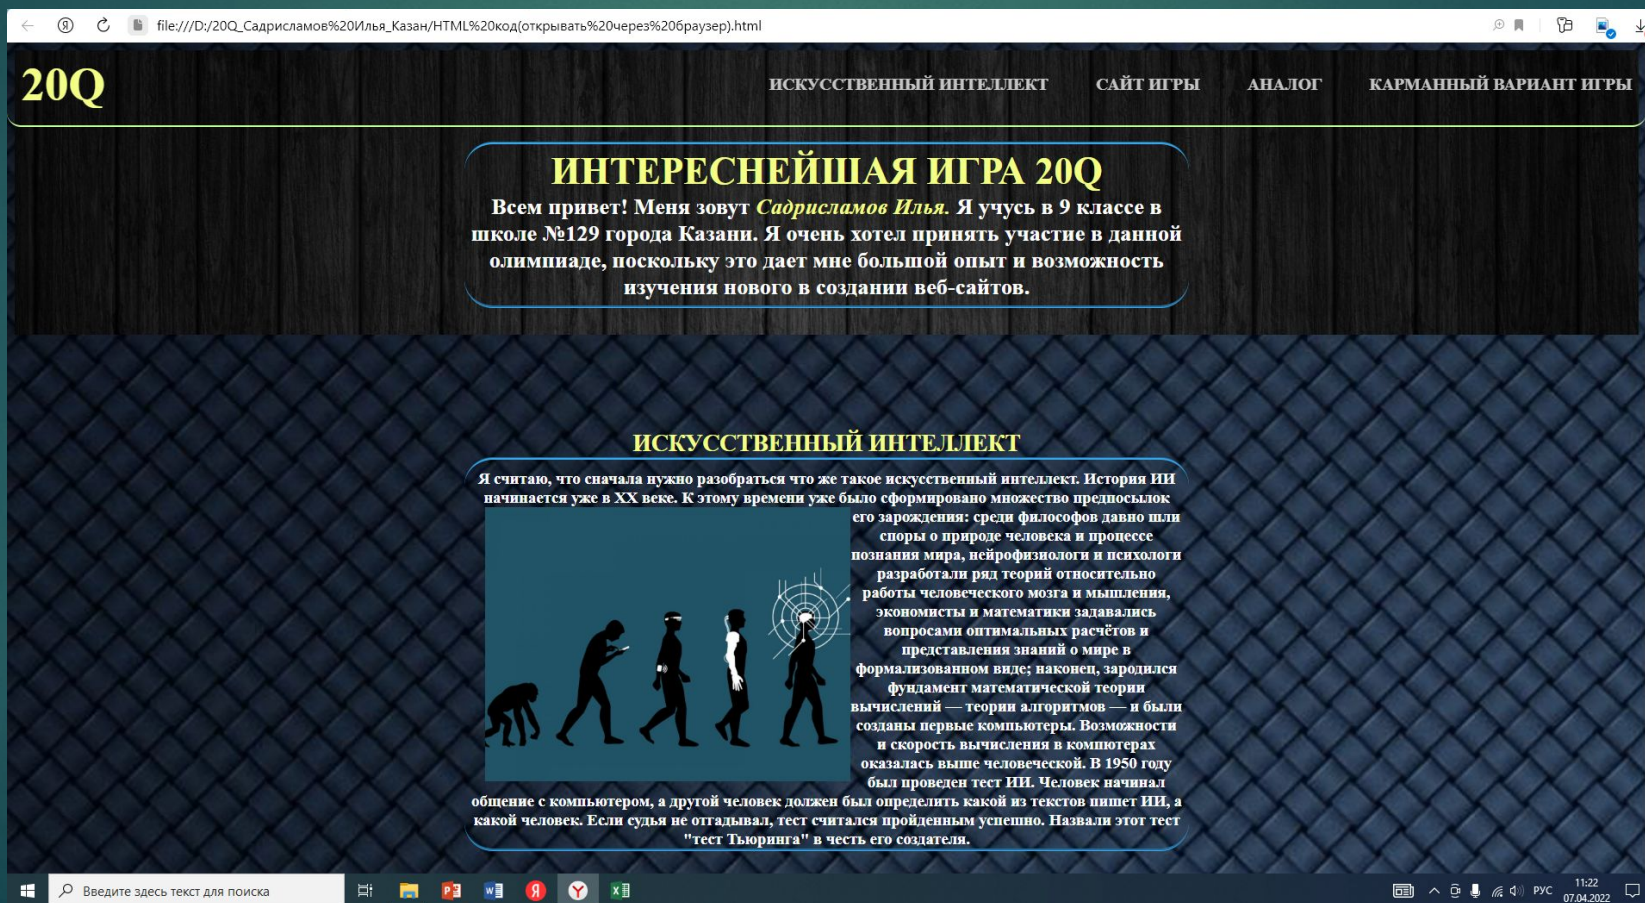 file:///D:/20Q_Садрисламов%20Илья_Казан/HTML%20код(открывать%20через%20браузер).html
20Q
ИСКУССТВЕННЫЙ ИНТЕЛЛЕКТ
САЙТ ИГРЫ
АНАЛОГ
КАРМАННЫЙ ВАРИАНТ ИГРЫ
ИНТЕРЕСНЕЙШАЯ ИГРА 20Q
Всем привет! Меня зовут Садрисламов Илья. Я учусь в 9 классе в
школе №129 города Казани. Я очень хотел принять участие в данной
олимпиаде, поскольку это дает мне большой опыт и возможность
изучения нового в создании веб-сайтов.
ИСКУССТВЕННЫЙ ИНТЕЛЛЕКТ
Я считаю, что сначала нужно разобраться что же такое искусственный интеллект. История ИИ
начинается уже в XX веке. К этому времени уже было сформировано множество предпосылок
его зарождения: среди философов давно шли
споры о природе человека и процессе
познания мира, нейрофизиологи и психологи
разработали ряд теорий относительно
работы человеческого мозга и мышления,
экономисты и математики задавались
вопросами оптимальных расчётов и
представления знаний о мире в
формализованном виде; наконец, зародился
фундамент математической теории
вычислений — теории алгоритмов — и были
созданы первые компьютеры. Возможности
и скорость вычисления в компютерах
оказалась выше человеческой. В 1950 году
был проведен тест ИИ. Человек начинал
общение с компьютером, а другой человек должен был определить какой из текстов пишет ИИ, а
какой человек. Если судья не отгадывал, тест считался пройденным успешно. Назвали этот тест
"тест Тьюринга" в честь его создателя.
Введите здесь текст для поиска
РУС
11:22
07.04.2022